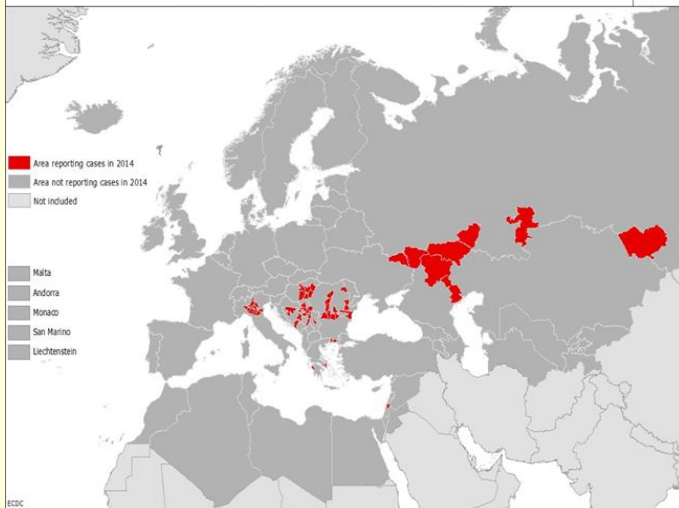 Area reporting cases in 2014
Area not reporting cases in 2014
Not included
Malta
Andorra
Monaco
San Marino
Liechtenstein
ECDC